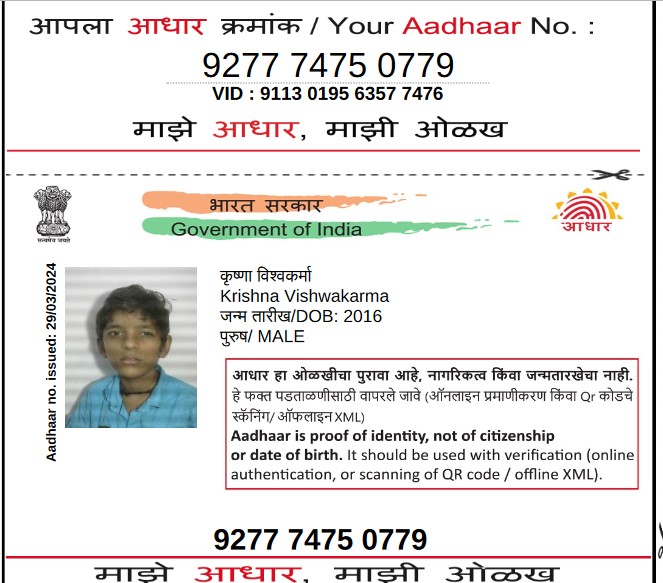 आपला आधार क्रमांक / Your Aadhaar No. :
9277 7475 0779
VID : 9113 0195 6357 7476
माझे आधार, माझी ओळख
भारत सरकार
Government of India
सत्यमेव जयते
आधार
Aadhaar no. issued: 29/03/2024
कृष्णा विश्वकर्मा
Krishna Vishwakarma
जन्म तारीख/DOB: 2016
पुरुष/ MALE
आधार हा ओळखीचा पुरावा आहे, नागरिकत्व किंवा जन्मतारखेचा नाही.
हे फक्त पडताळणीसाठी वापरले जावे (ऑनलाइन प्रमाणीकरण किंवा Qr कोडचे
स्कॅनिंग/ ऑफलाइन XML)
Aadhaar is proof of identity, not of citizenship
or date of birth. It should be used with verification (online
authentication, or scanning of QR code / offline XML).
9277 7475 0779
माझे आधार, माझी ओळख